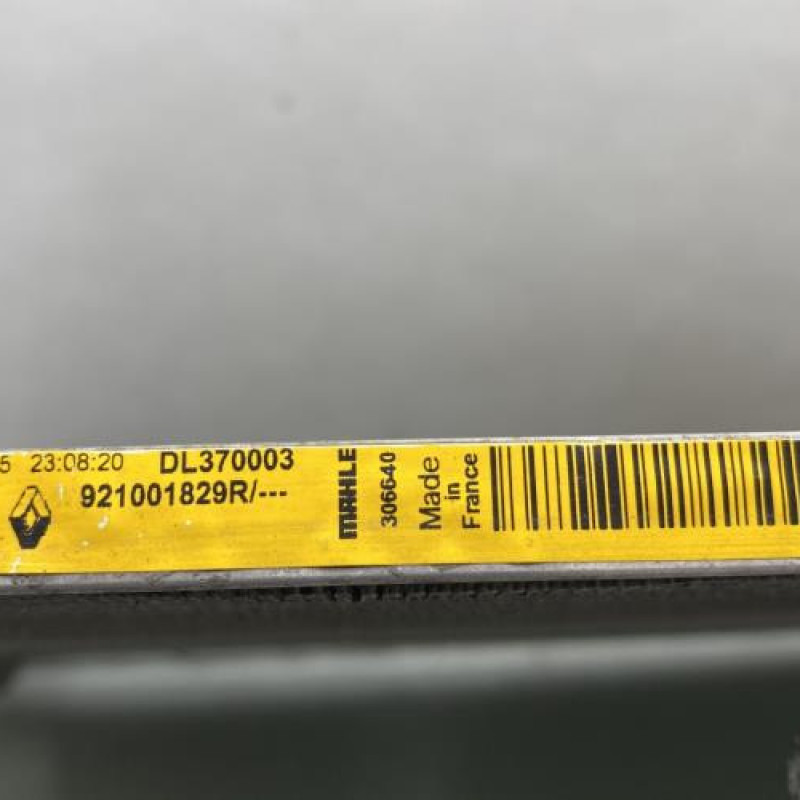 5 23:08:20 DL370003
921001829R/---
MAHLE
306640
Made
in
France